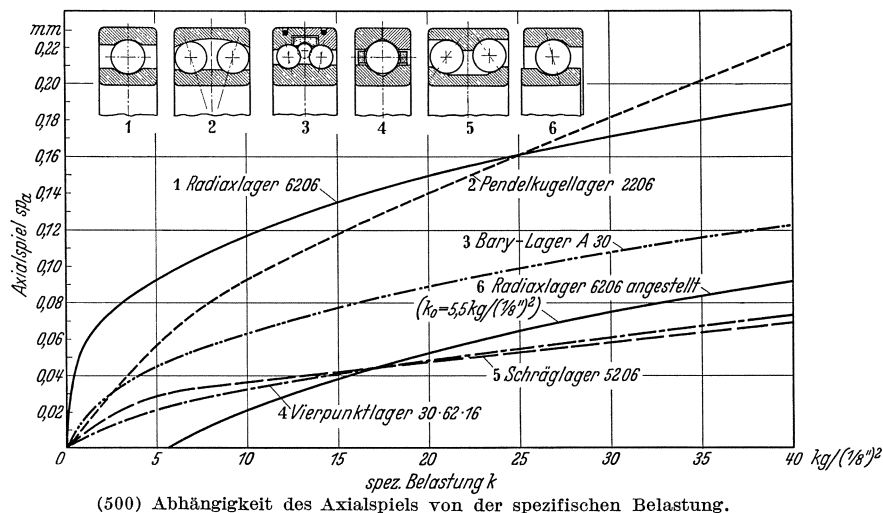 mm
0,22
0,20
0,18
0,16
0,14
0,12
0,10
0,08
0,06
0,04
0,02
Axialspiel spₐ
1 2 3 4 5 6
1 Radiaxlager 6206
2 Pendelkugellager 2206
3 Bary-Lager A 30
6 Radiaxlager 6206 angestellt
(k₀=5,5kg/(1/8")²)
5 Schräglager 5206
4 Vierpunktlager 30·62·16
0 5 10 15 20 25 30 35 40 kg/(1/8")²
spez. Belastung k
(500) Abhängigkeit des Axialspiels von der spezifischen Belastung.